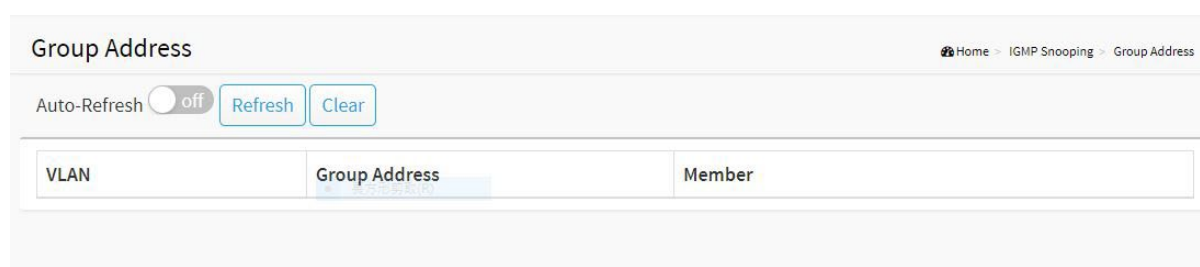 Group Address
Home > IGMP Snooping > Group Address
Auto-Refresh off Refresh Clear
VLAN Group Address Member